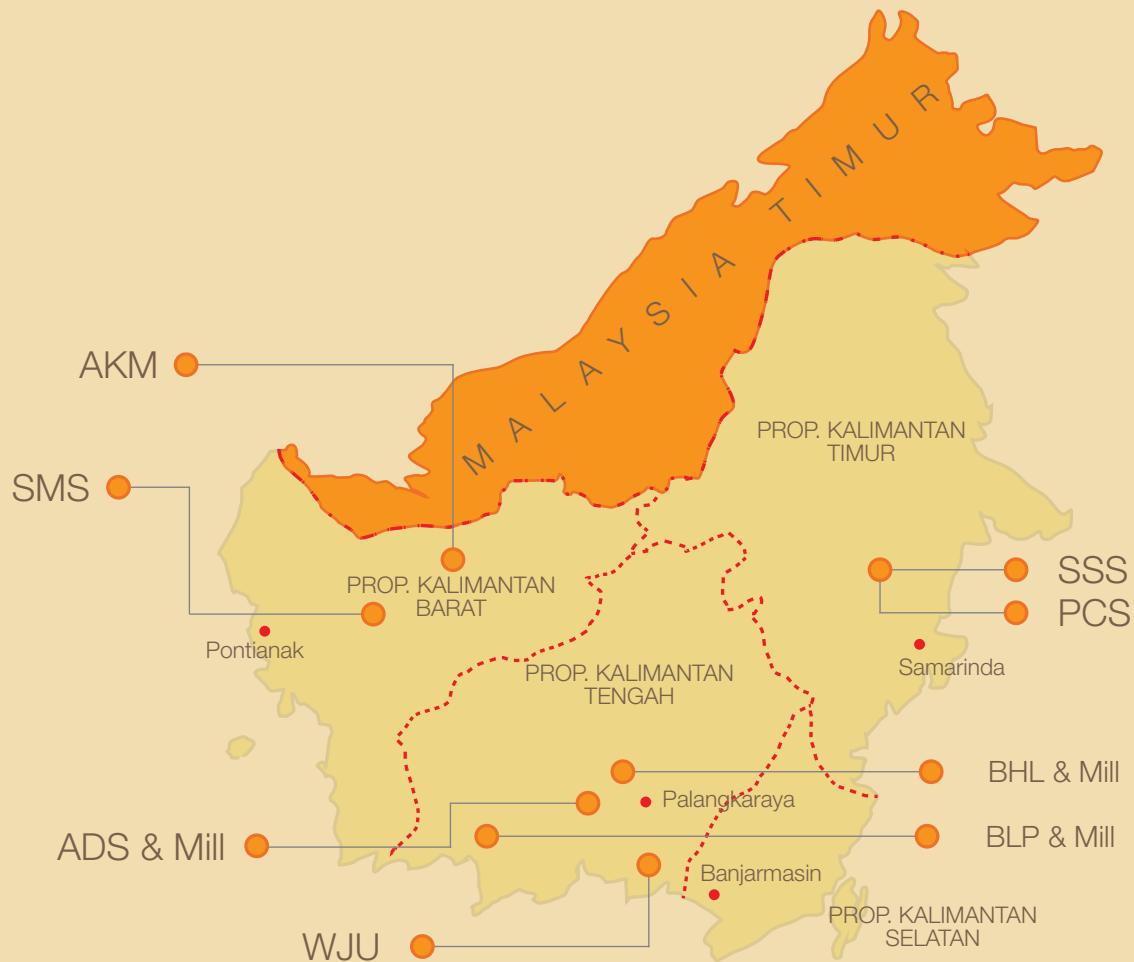 MALAYSIA TIMUR
AKM
PROP. KALIMANTAN
TIMUR
SMS
SSS
PROP. KALIMANTAN
BARAT
PCS
Pontianak
Samarinda
PROP. KALIMANTAN
TENGAH
BHL & Mill
Palangkaraya
ADS & Mill
BLP & Mill
Banjarmasin
PROP. KALIMANTAN
SELATAN
WJU